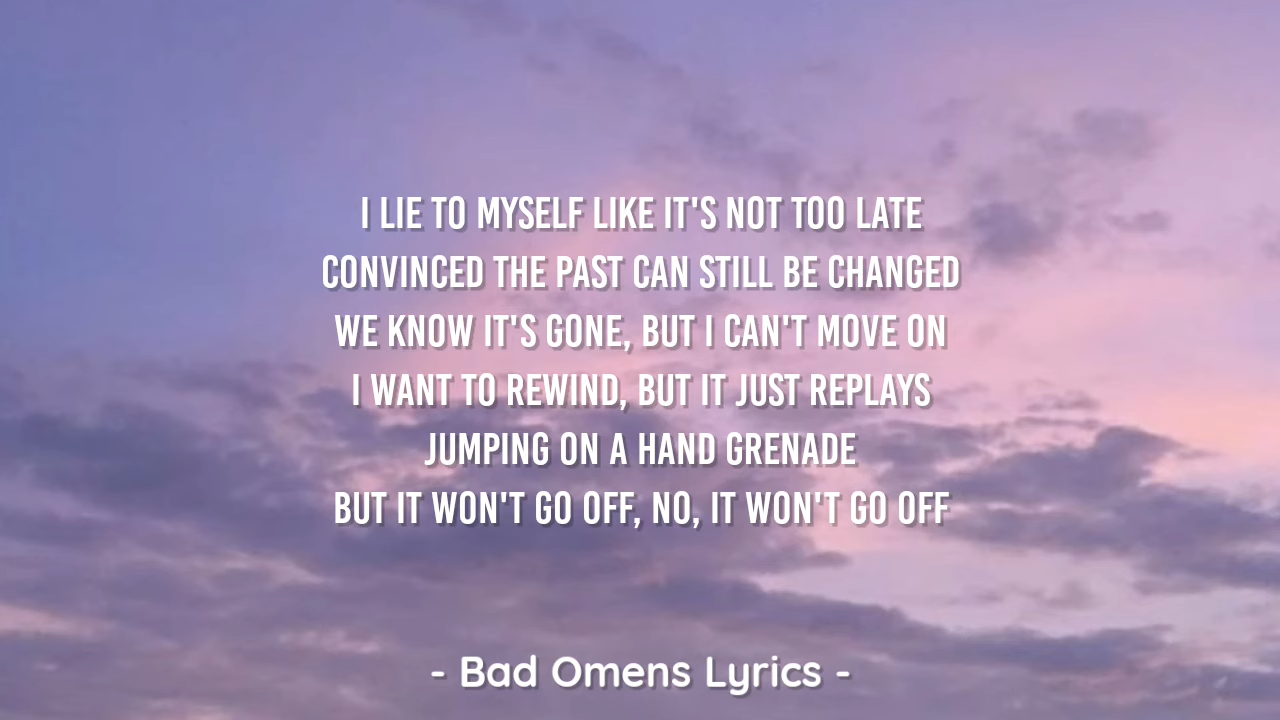 I LIE TO MYSELF LIKE IT'S NOT TOO LATE
CONVINCED THE PAST CAN STILL BE CHANGED
WE KNOW IT'S GONE, BUT I CAN'T MOVE ON
I WANT TO REWIND, BUT IT JUST REPLAYS
JUMPING ON A HAND GRENADE
BUT IT WON'T GO OFF, NO, IT WON'T GO OFF
- Bad Omens Lyrics -